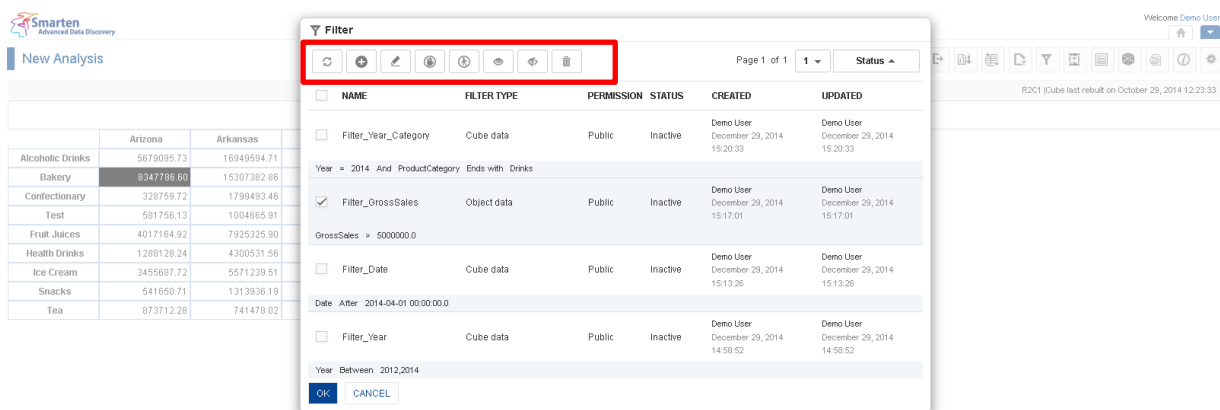 Smarten
Advanced Data Discovery
Welcome Demo User
New Analysis
R2C1 |Cube last rebuilt on October 29, 2014 12:23:33
Arizona Arkansas
Alcoholic Drinks 5679095.73 16949594.71
Bakery 8347786.60 15307382.86
Confectionary 328759.72 1799493.46
Test 581756.13 1004665.91
Fruit Juices 4017164.92 7925325.90
Health Drinks 1288128.24 4300531.56
Ice Cream 3455687.72 5571239.51
Snacks 541650.71 1313936.19
Tea 873712.28 741478.02
Filter
Page 1 of 1 1 Status
NAME FILTER TYPE PERMISSION STATUS CREATED UPDATED
Filter_Year_Category Cube data Public Inactive Demo User December 29, 2014 15:20:33 Demo User December 29, 2014 15:20:33
Year = 2014 And ProductCategory Ends with Drinks
Filter_GrossSales Object data Public Inactive Demo User December 29, 2014 15:17:01 Demo User December 29, 2014 15:17:01
GrossSales > 5000000.0
Filter_Date Cube data Public Inactive Demo User December 29, 2014 15:13:26 Demo User December 29, 2014 15:13:26
Date After 2014-04-01 00:00:00.0
Filter_Year Cube data Public Inactive Demo User December 29, 2014 14:58:52 Demo User December 29, 2014 14:58:52
Year Between 2012,2014
OK CANCEL